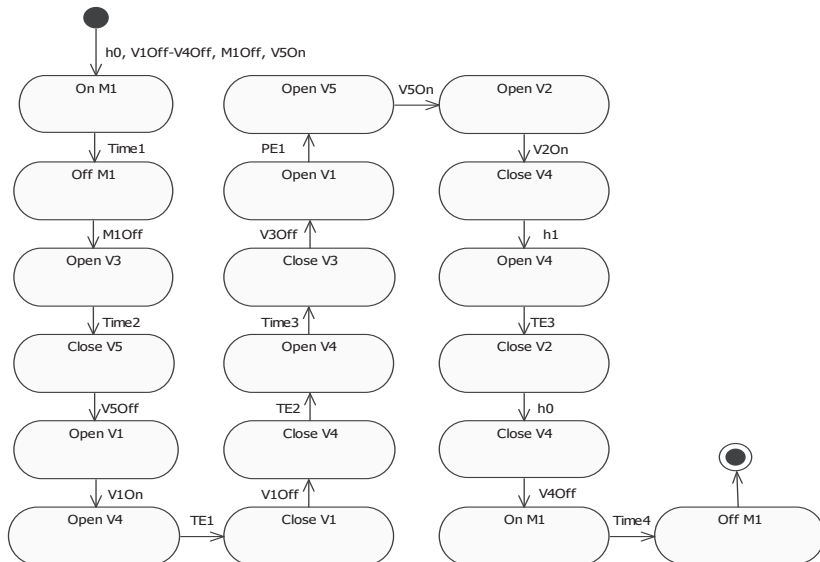 h0, V1Off-V4Off, M1Off, V5On
On M1
Time1
Off M1
M1Off
Open V3
Time2
Close V5
V5Off
Open V1
V1On
Open V4
TE1
Close V1
V1Off
Close V4
TE2
Open V4
Time3
Close V3
V3Off
Open V1
PE1
Open V5
V5On
Open V2
V2On
Close V4
h1
Open V4
TE3
Close V2
h0
Close V4
V4Off
On M1
Time4
Off M1